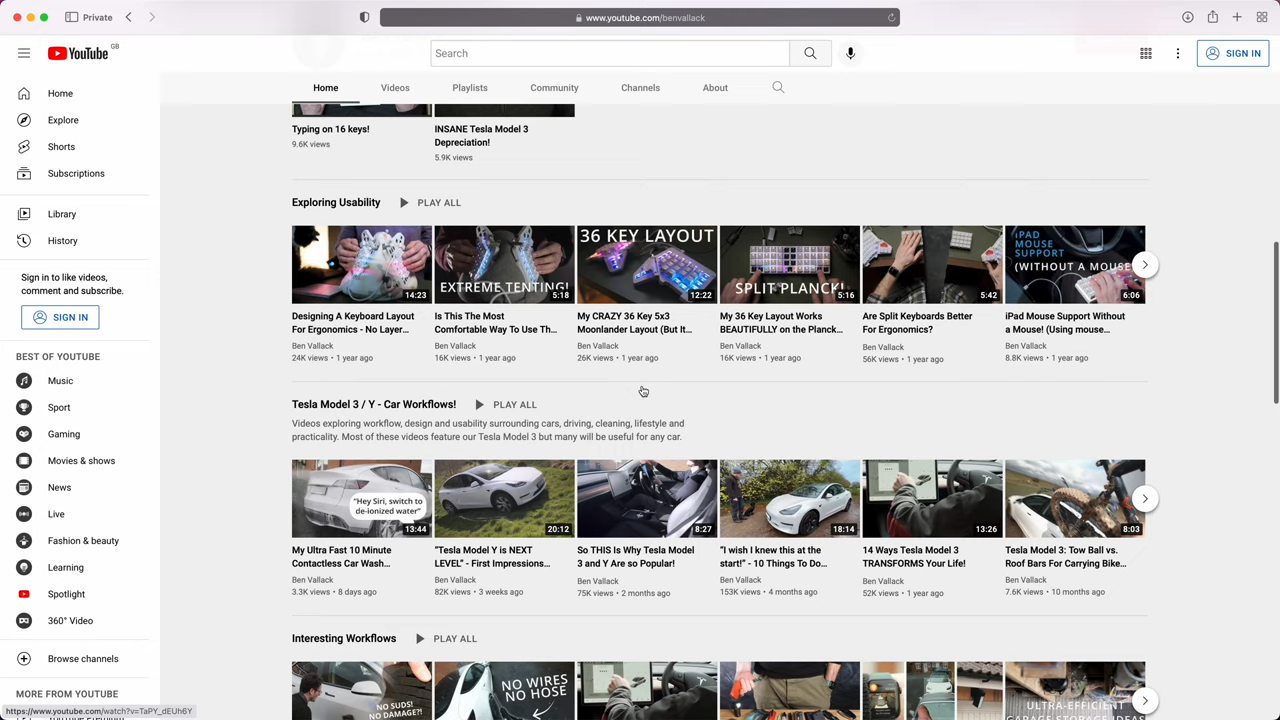 Private
www.youtube.com/benvallack
YouTube GB
Search
SIGN IN
Home
Videos
Playlists
Community
Channels
About
Home
Explore
Shorts
Subscriptions
Library
History
Sign in to like videos,
comment and subscribe.
SIGN IN
BEST OF YOUTUBE
Music
Sport
Gaming
Movies & shows
News
Live
Fashion & beauty
Learning
Spotlight
360° Video
Browse channels
MORE FROM YOUTUBE
https://www.youtube.com/watch?v=TaPY_dEUh6Y
Typing on 16 keys!
9.6K views
INSANE Tesla Model 3
Depreciation!
5.9K views
Exploring Usability
PLAY ALL
14:23
Designing A Keyboard Layout
For Ergonomics - No Layer...
Ben Vallack
24K views • 1 year ago
EXTREME TENTING!
5:18
Is This The Most
Comfortable Way To Use Th...
Ben Vallack
16K views • 1 year ago
36 KEY LAYOUT
12:22
My CRAZY 36 Key 5x3
Moonlander Layout (But It...
Ben Vallack
26K views • 1 year ago
SPLIT PLANCK!
5:16
My 36 Key Layout Works
BEAUTIFULLY on the Planck...
Ben Vallack
16K views • 1 year ago
5:42
Are Split Keyboards Better
For Ergonomics?
Ben Vallack
56K views • 1 year ago
iPAD
MOUSE
SUPPORT
(WITHOUT A MOUSE
6:06
iPad Mouse Support Without
a Mouse! (Using mouse...
Ben Vallack
8.8K views • 1 year ago
Tesla Model 3 / Y - Car Workflows!
PLAY ALL
Videos exploring workflow, design and usability surrounding cars, driving, cleaning, lifestyle and
practicality. Most of these videos feature our Tesla Model 3 but many will be useful for any car.
"Hey Siri, switch to
de-ionized water"
13:44
My Ultra Fast 10 Minute
Contactless Car Wash...
Ben Vallack
3.3K views • 8 days ago
20:12
"Tesla Model Y is NEXT
LEVEL" - First Impressions...
Ben Vallack
82K views • 3 weeks ago
8:27
So THIS Is Why Tesla Model
3 and Y Are so Popular!
Ben Vallack
75K views • 2 months ago
18:14
"I wish I knew this at the
start!" - 10 Things To Do...
Ben Vallack
153K views • 4 months ago
13:26
14 Ways Tesla Model 3
TRANSFORMS Your Life!
Ben Vallack
52K views • 1 year ago
8:03
Tesla Model 3: Tow Ball vs.
Roof Bars For Carrying Bike...
Ben Vallack
7.6K views • 10 months ago
Interesting Workflows
PLAY ALL
NO SUDS!
NO DAMAGE?!
NO WIRES
NO HOSE
ULTRA-EFFICIENT